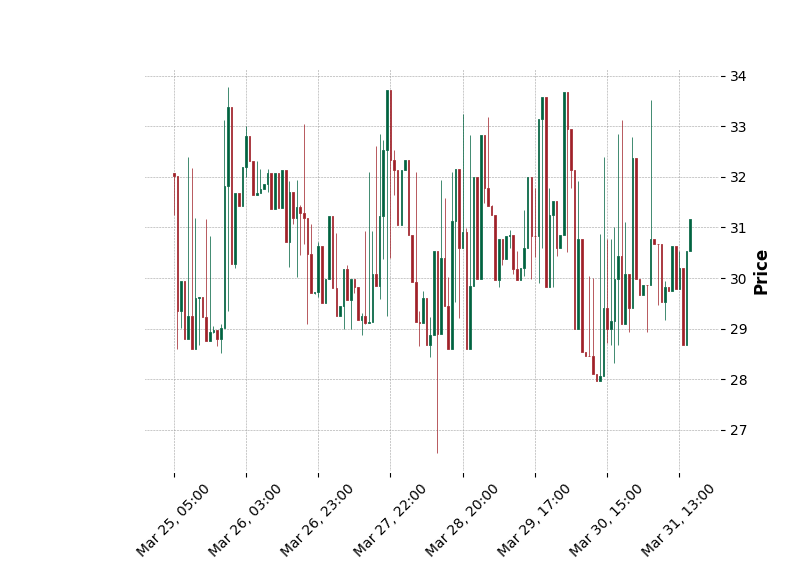 34
33
32
31
30
29
28
27
Price
Mar 25, 05:00
Mar 26, 03:00
Mar 26, 23:00
Mar 27, 22:00
Mar 28, 20:00
Mar 29, 17:00
Mar 30, 15:00
Mar 31, 13:00